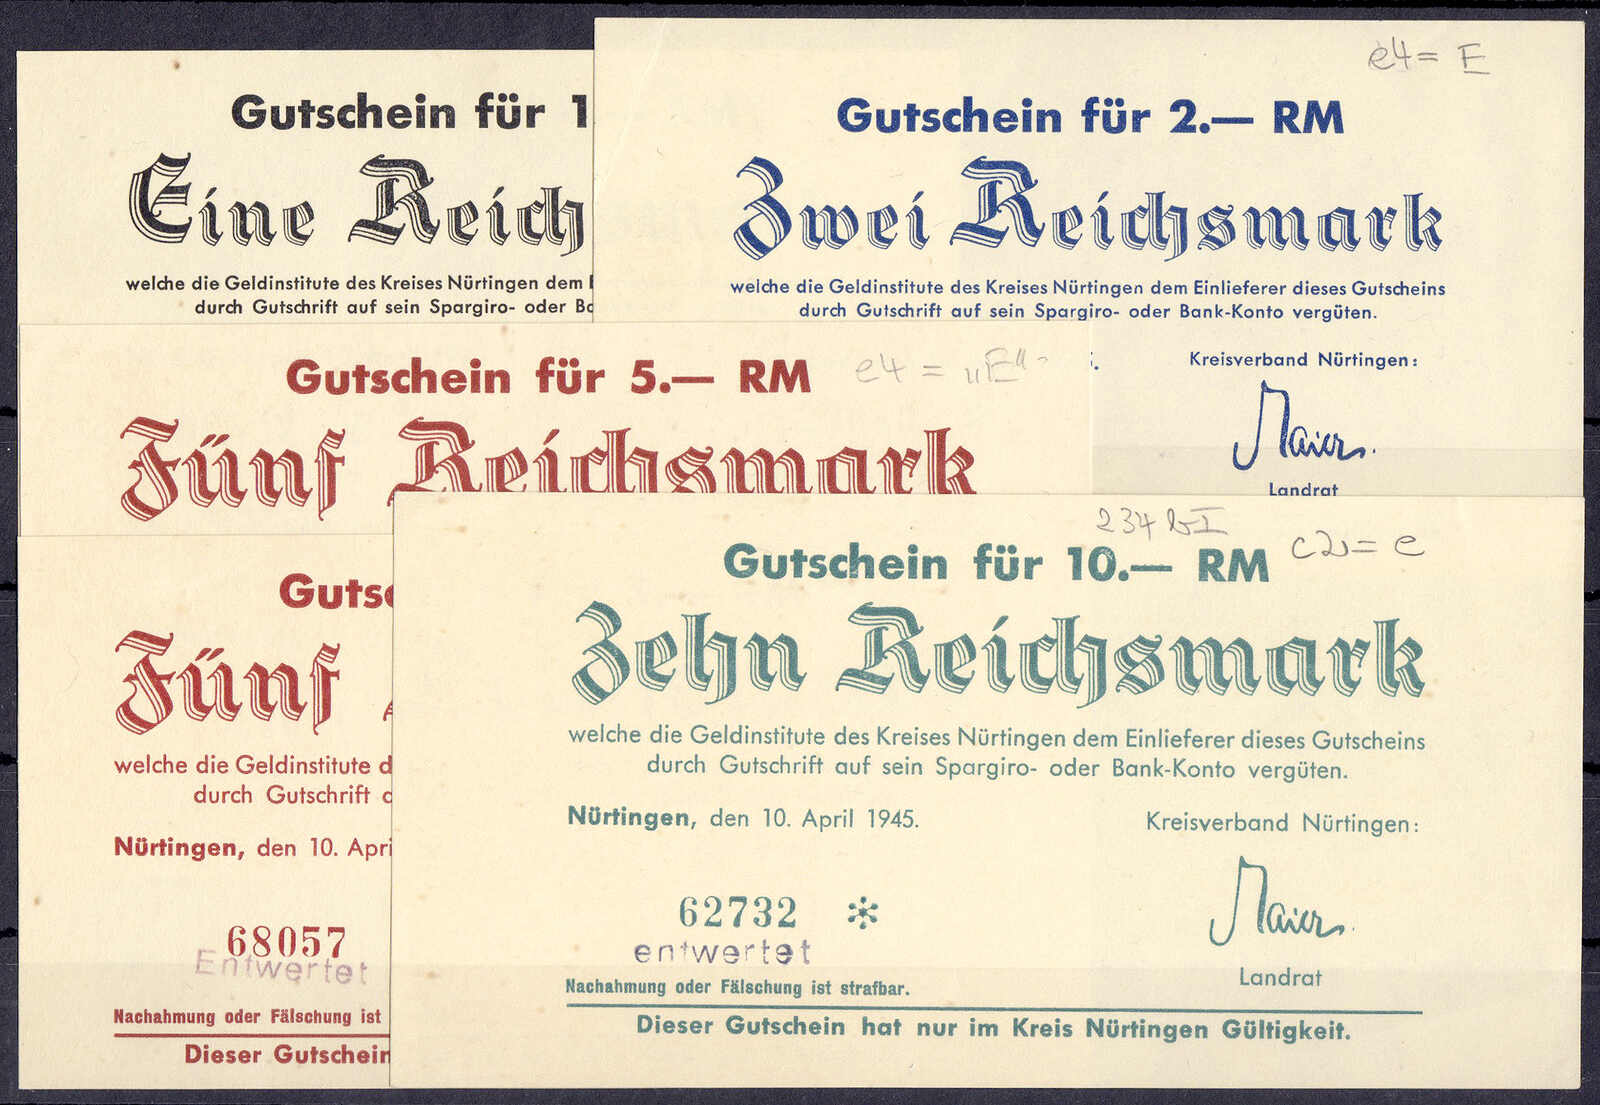 Gutschein für 1
Eine Reich
welche die Geldinstitute des Kreises Nürtingen dem
durch Gutschrift auf sein Spargiro- oder
e4 = E
Gutschein für 2.— RM
Zwei Reichsmark
welche die Geldinstitute des Kreises Nürtingen dem Einlieferer dieses Gutscheins
durch Gutschrift auf sein Spargiro- oder Bank-Konto vergüten.
Kreisverband Nürtingen:
Maier.
Landrat
Gutschein für 5.— RM e4 = „E“
Fünf Reichsmark
Guts
Fünf
welche die Geldinstitute d
durch Gutschrift
Nürtingen, den 10. Apri
68057
Entwertet
Nachahmung oder Fälschung ist
Dieser Gutschein
234 b I
c2 = e
Gutschein für 10.— RM
Zehn Reichsmark
welche die Geldinstitute des Kreises Nürtingen dem Einlieferer dieses Gutscheins
durch Gutschrift auf sein Spargiro- oder Bank-Konto vergüten.
Nürtingen, den 10. April 1945.
Kreisverband Nürtingen:
62732 *
entwertet
Maier.
Landrat
Nachahmung oder Fälschung ist strafbar.
Dieser Gutschein hat nur im Kreis Nürtingen Gültigkeit.